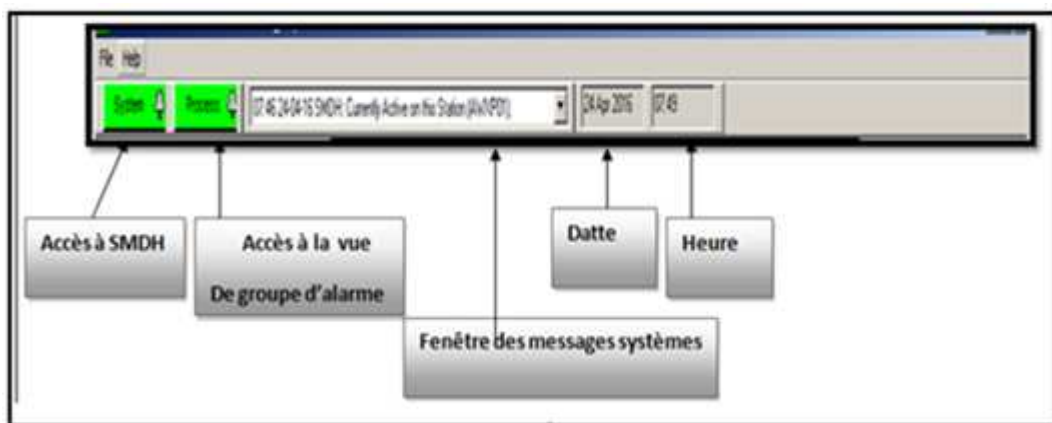 File Help
System Process 07:46 24-04-16 SMDH: Currently Active on this Station (AWVP01) 24 Apr 2016 07:49
Accès à SMDH
Accès à la vue
De groupe d'alarme
Datte
Heure
Fenêtre des messages systèmes